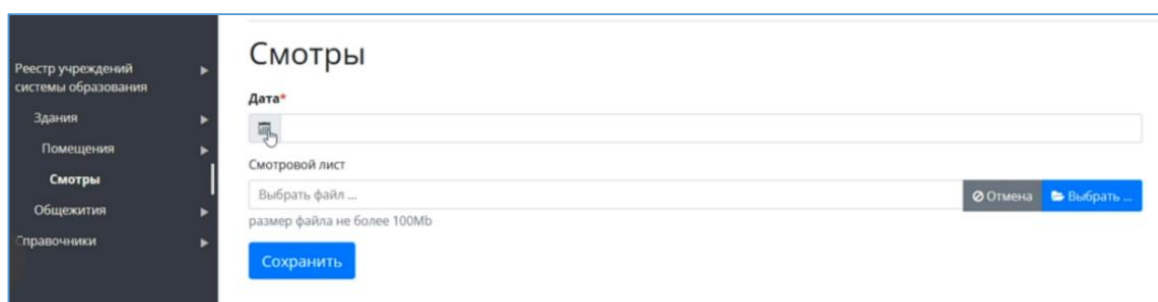 Реестр учреждений
системы образования
Здания
Помещения
Смотры
Общежития
Справочники
Смотры
Дата*
Смотровой лист
Выбрать файл ...
Отмена
Выбрать ...
размер файла не более 100Mb
Сохранить